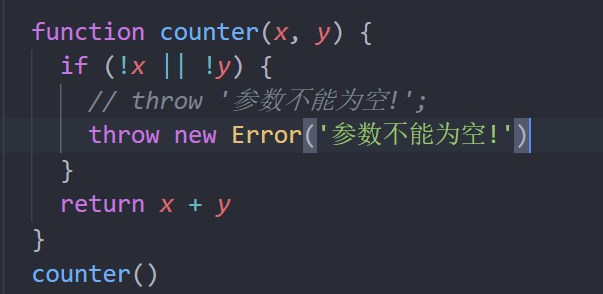 function counter(x, y) {
if (!x || !y) {
// throw '参数不能为空!';
throw new Error('参数不能为空!')
}
return x + y
}
counter()